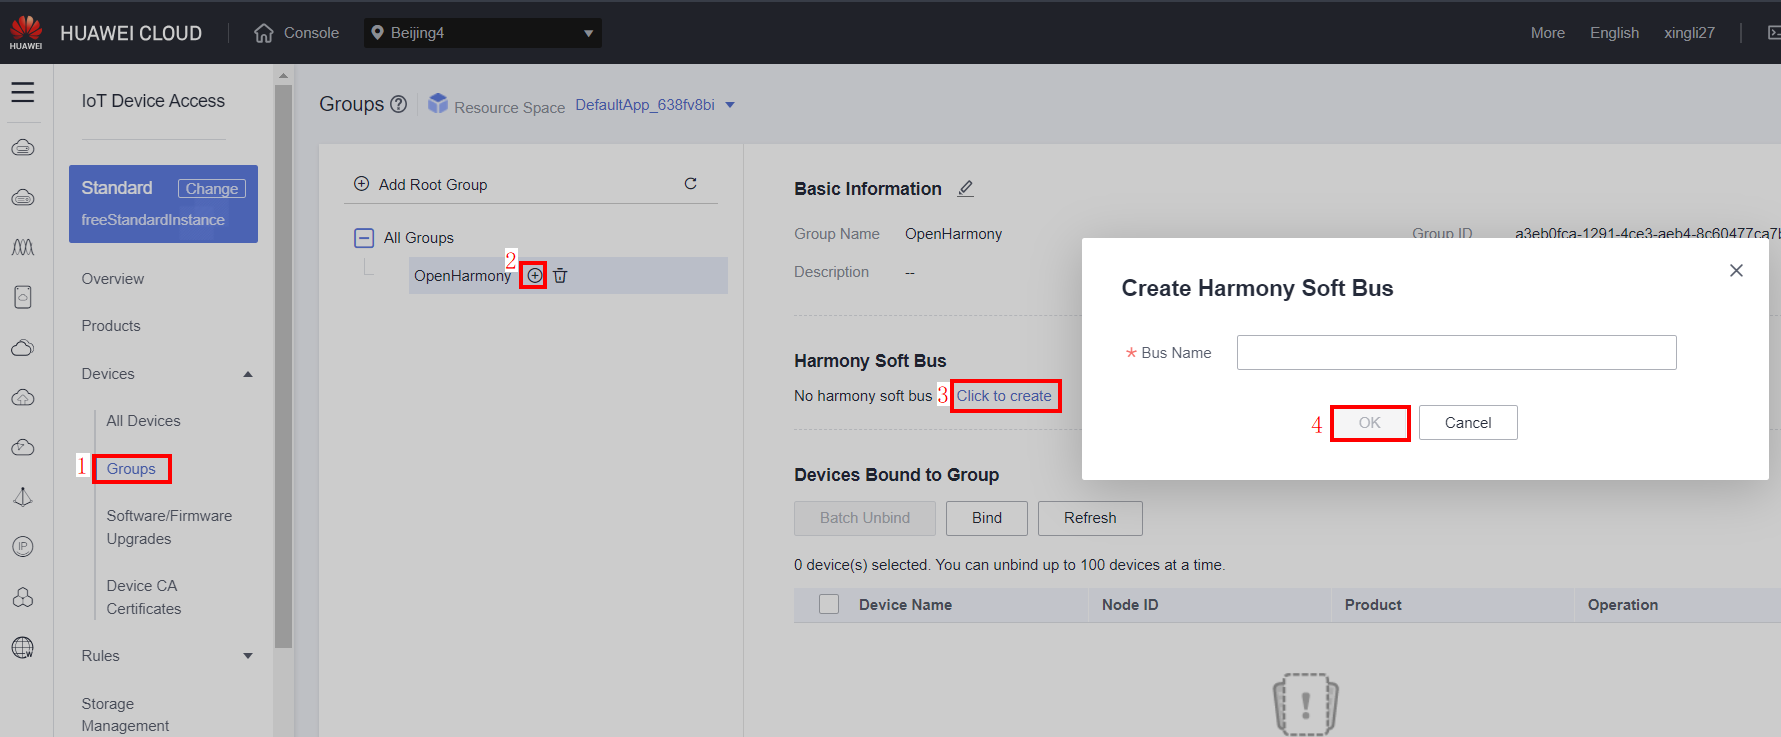 HUAWEI
HUAWEI CLOUD
Console
Beijing4
More
English
xingli27
IoT Device Access
Standard
Change
freeStandardInstance
Overview
Products
Devices
All Devices
1
Groups
Software/Firmware
Upgrades
Device CA
Certificates
Rules
Storage
Management
IP
W
Groups
Resource Space
DefaultApp_638fv8bi
Add Root Group
All Groups
2
OpenHarmony
Basic Information
Group Name
OpenHarmony
Group ID
a3eb0fca-1291-4ce3-aeb4-8c60477ca7b
Description
--
Harmony Soft Bus
No harmony soft bus
3
Click to create
Devices Bound to Group
Batch Unbind
Bind
Refresh
0 device(s) selected. You can unbind up to 100 devices at a time.
Device Name
Node ID
Product
Operation
Create Harmony Soft Bus
* Bus Name
4
OK
Cancel